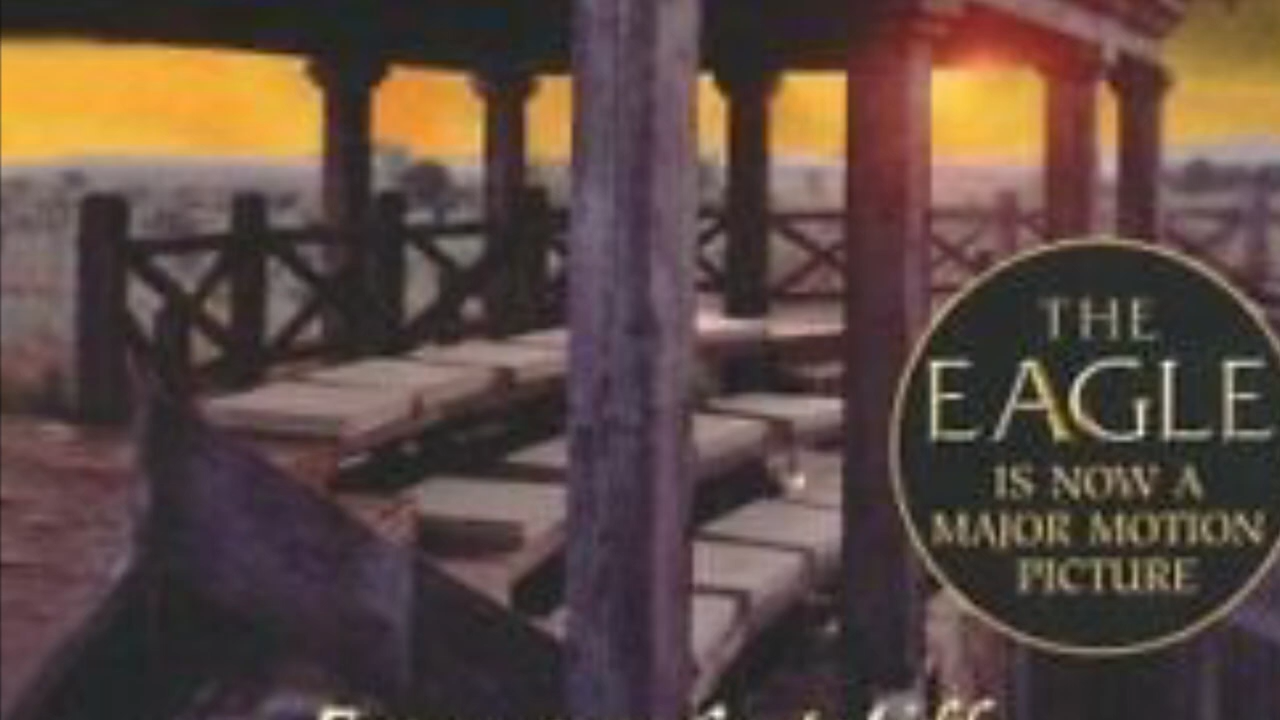 THE
EAGLE
IS NOW A
MAJOR MOTION
PICTURE